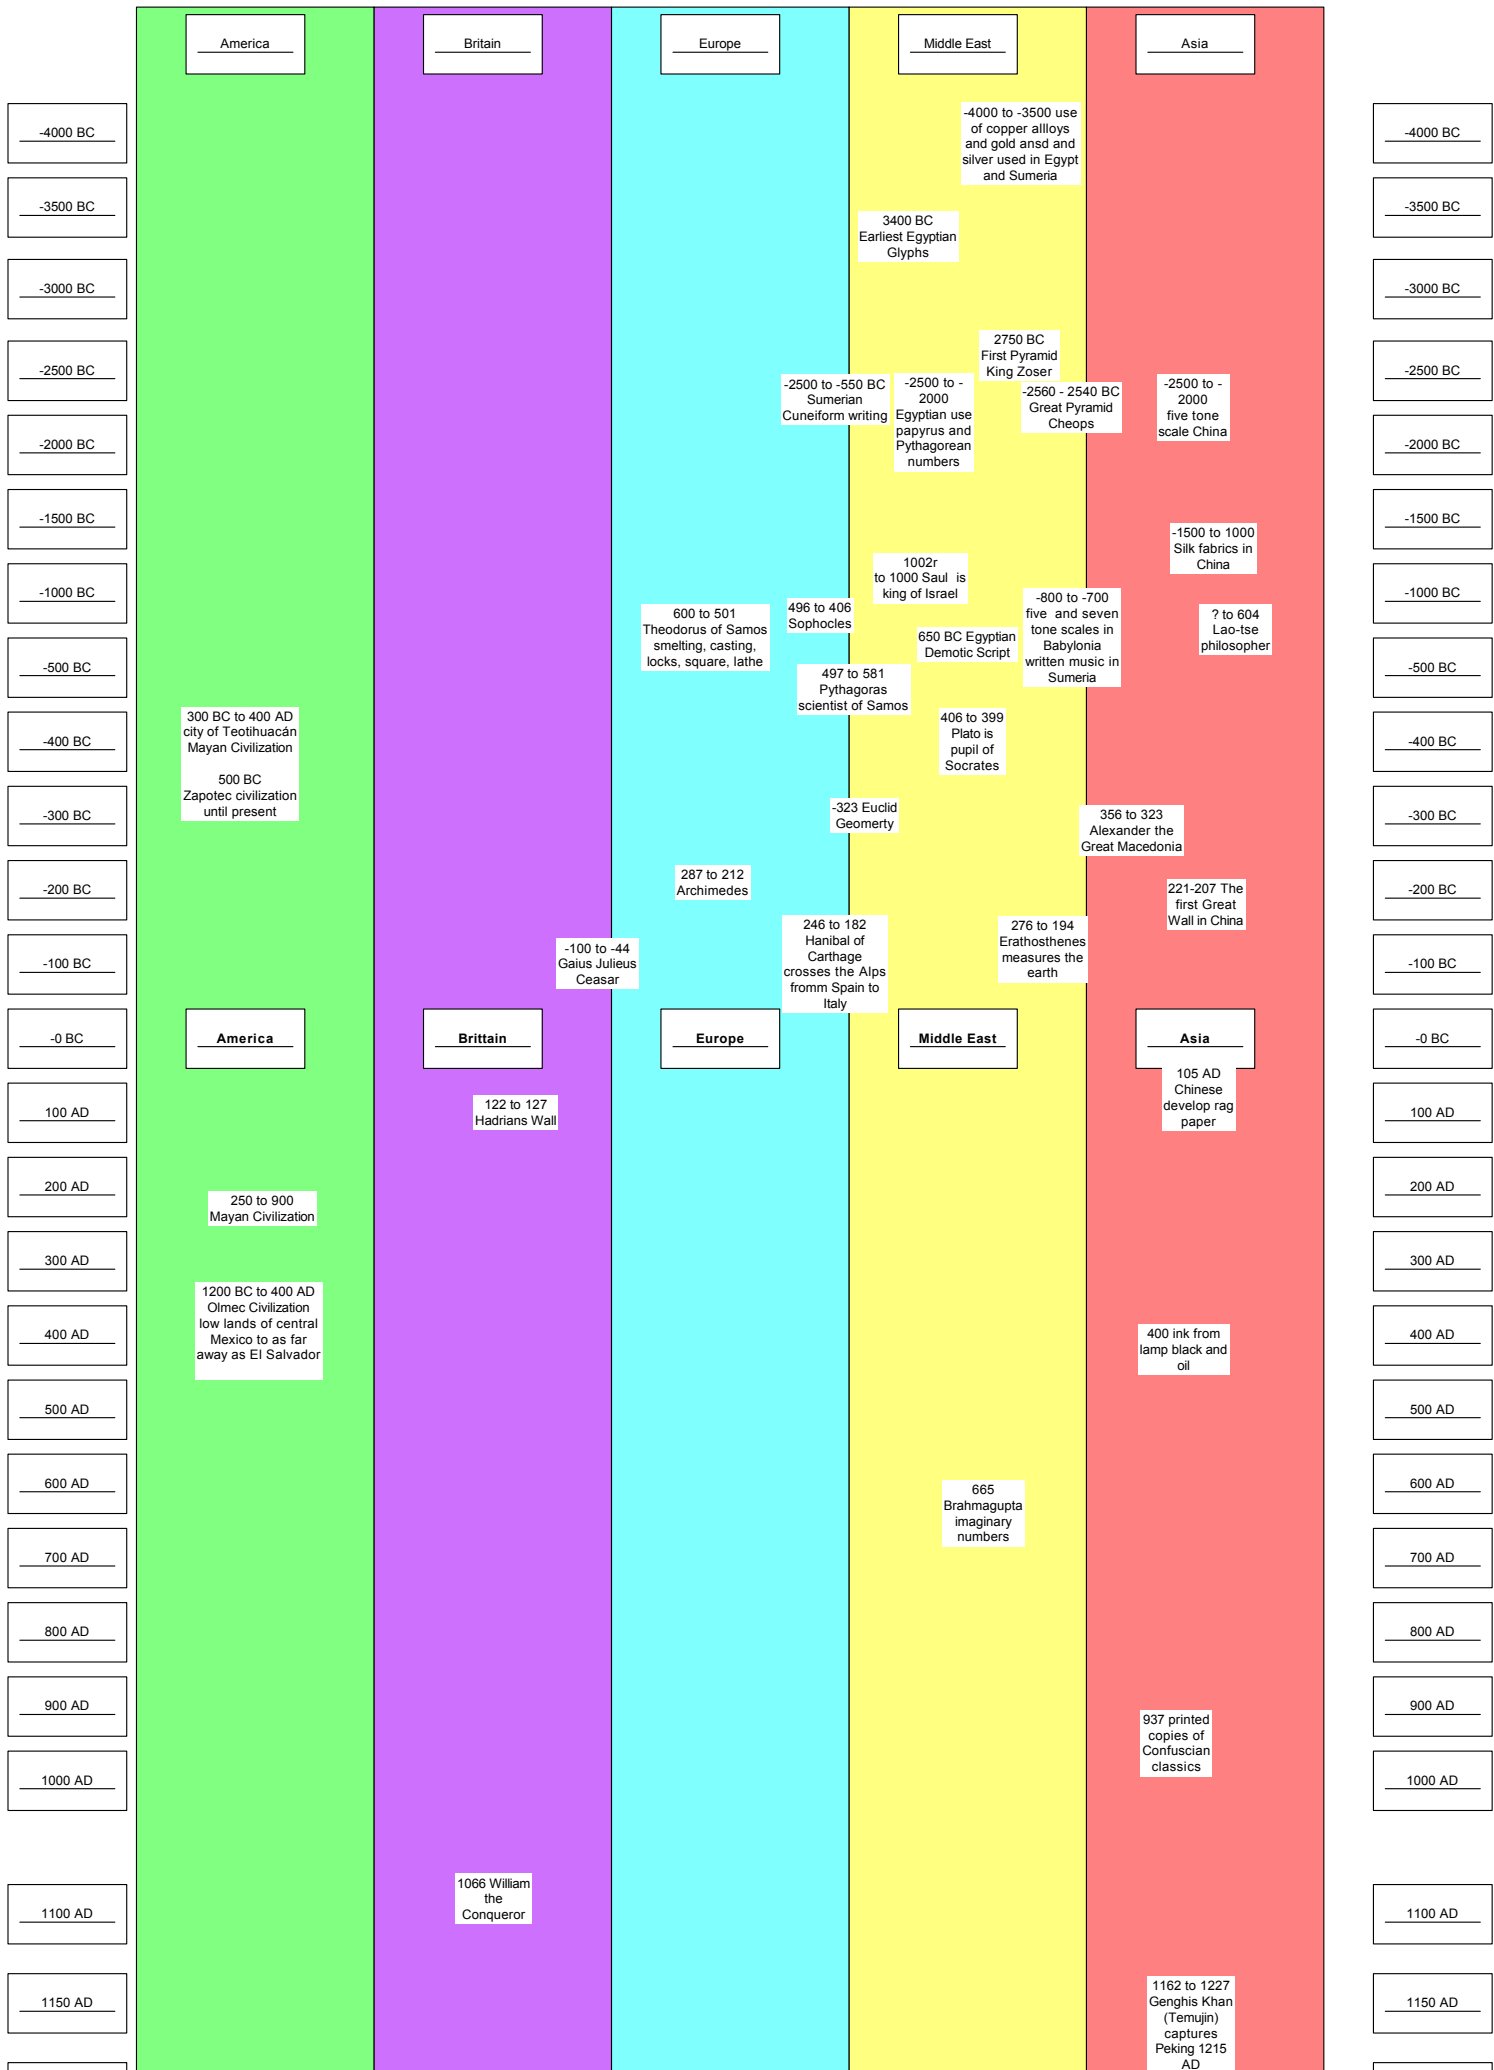 America
Britain
Europe
Middle East
Asia
-4000 BC
-4000 to -3500 use
of copper allloys
and gold ansd and
silver used in Egypt
and Sumeria
-4000 BC
-3500 BC
3400 BC
Earliest Egyptian
Glyphs
-3500 BC
-3000 BC
-3000 BC
2750 BC
First Pyramid
King Zoser
-2500 BC
-2500 to -550 BC
Sumerian
Cuneiform writing
-2500 to -
2000
Egyptian use
papyrus and
Pythagorean
numbers
-2560 - 2540 BC
Great Pyramid
Cheops
-2500 to -
2000
five tone
scale China
-2500 BC
-2000 BC
-2000 BC
-1500 BC
-1500 to 1000
Silk fabrics in
China
-1500 BC
1002r
to 1000 Saul is
king of Israel
-1000 BC
-1000 BC
600 to 501
Theodorus of Samos
smelting, casting,
locks, square, lathe
496 to 406
Sophocles
650 BC Egyptian
Demotic Script
-800 to -700
five and seven
tone scales in
Babylonia
written music in
Sumeria
? to 604
Lao-tse
philosopher
-500 BC
497 to 581
Pythagoras
scientist of Samos
-500 BC
300 BC to 400 AD
city of Teotihuacán
Mayan Civilization
500 BC
Zapotec civilization
until present
-400 BC
406 to 399
Plato is
pupil of
Socrates
-400 BC
-300 BC
-323 Euclid
Geomerty
356 to 323
Alexander the
Great Macedonia
-300 BC
-200 BC
287 to 212
Archimedes
221-207 The
first Great
Wall in China
-200 BC
-100 BC
-100 to -44
Gaius Julieus
Ceasar
246 to 182
Hanibal of
Carthage
crosses the Alps
fromm Spain to
Italy
276 to 194
Erathosthenes
measures the
earth
-100 BC
-0 BC
America
Brittain
Europe
Middle East
Asia
-0 BC
100 AD
122 to 127
Hadrians Wall
105 AD
Chinese
develop rag
paper
100 AD
200 AD
250 to 900
Mayan Civilization
200 AD
300 AD
300 AD
1200 BC to 400 AD
Olmec Civilization
low lands of central
Mexico to as far
away as El Salvador
400 AD
400 ink from
lamp black and
oil
400 AD
500 AD
500 AD
600 AD
665
Brahmagupta
imaginary
numbers
600 AD
700 AD
700 AD
800 AD
800 AD
900 AD
937 printed
copies of
Confuscian
classics
900 AD
1000 AD
1000 AD
1066 William
the
Conqueror
1100 AD
1100 AD
1150 AD
1162 to 1227
Genghis Khan
(Temujin)
captures
Peking 1215
AD
1150 AD